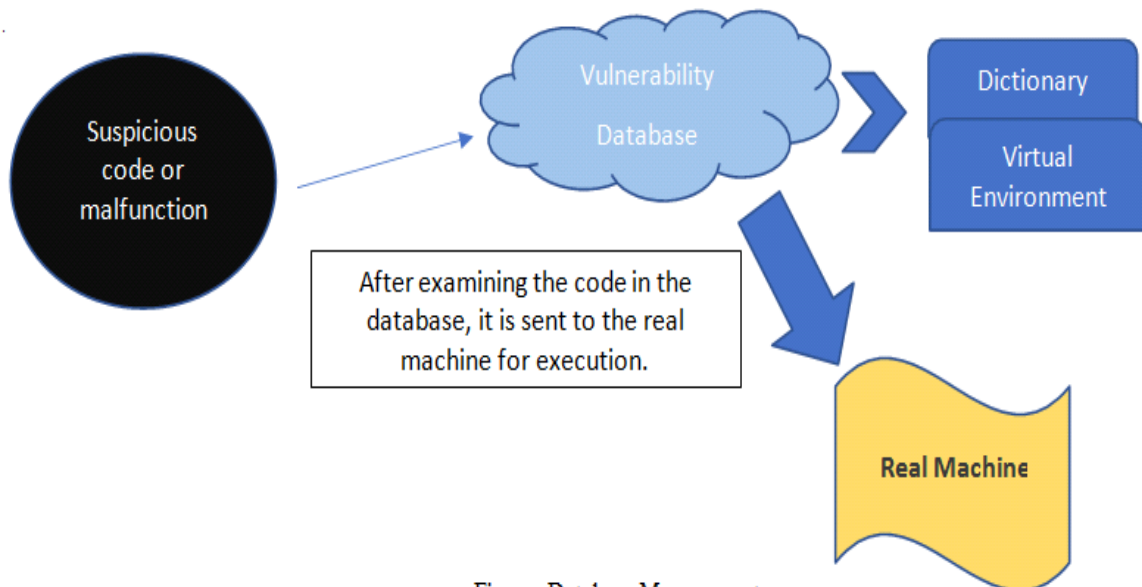 Suspicious
code or
malfunction
Vulnerability
Database
Dictionary
Virtual
Environment
After examining the code in the
database, it is sent to the real
machine for execution.
Real Machine